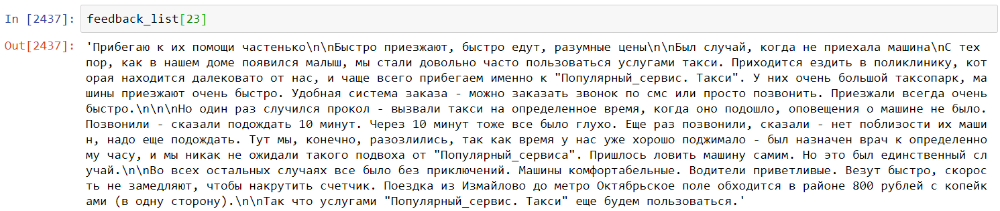 In [2437]: feedback_list[23]
Out[2437]: 'Прибегаю к их помощи частенько\n\nБыстро приезжают, быстро едут, разумные цены\n\nБыл случай, когда не приехала машина\nС тех
пор, как в нашем доме появился малыш, мы стали довольно часто пользоваться услугами такси. Приходится ездить в поликлинику, кот
орая находится далековато от нас, и чаще всего прибегаем именно к "Популярный_сервис. Такси". У них очень большой таксопарк, ма
шины приезжают очень быстро. Удобная система заказа - можно заказать звонок по смс или просто позвонить. Приезжали всегда очень
быстро.\n\n\nНо один раз случился прокол - вызвали такси на определенное время, когда оно подошло, оповещения о машине не было.
Позвонили - сказали подождать 10 минут. Через 10 минут тоже все было глухо. Еще раз позвонили, сказали - нет поблизости их маши
н, надо еще подождать. Тут мы, конечно, разозлились, так как время у нас уже хорошо поджимало - был назначен врач к определенно
му часу, и мы никак не ожидали такого подвоха от "Популярный_сервиса". Пришлось ловить машину самим. Но это был единственный сл
учай.\n\nВо всех остальных случаях все было без приключений. Машины комфортабельные. Водители приветливые. Везут быстро, скорос
ть не замедляют, чтобы накрутить счетчик. Поездка из Измайлово до метро Октябрьское поле обходится в районе 800 рублей с копейк
ами (в одну сторону).\n\nТак что услугами "Популярный_сервис. Такси" еще будем пользоваться.'